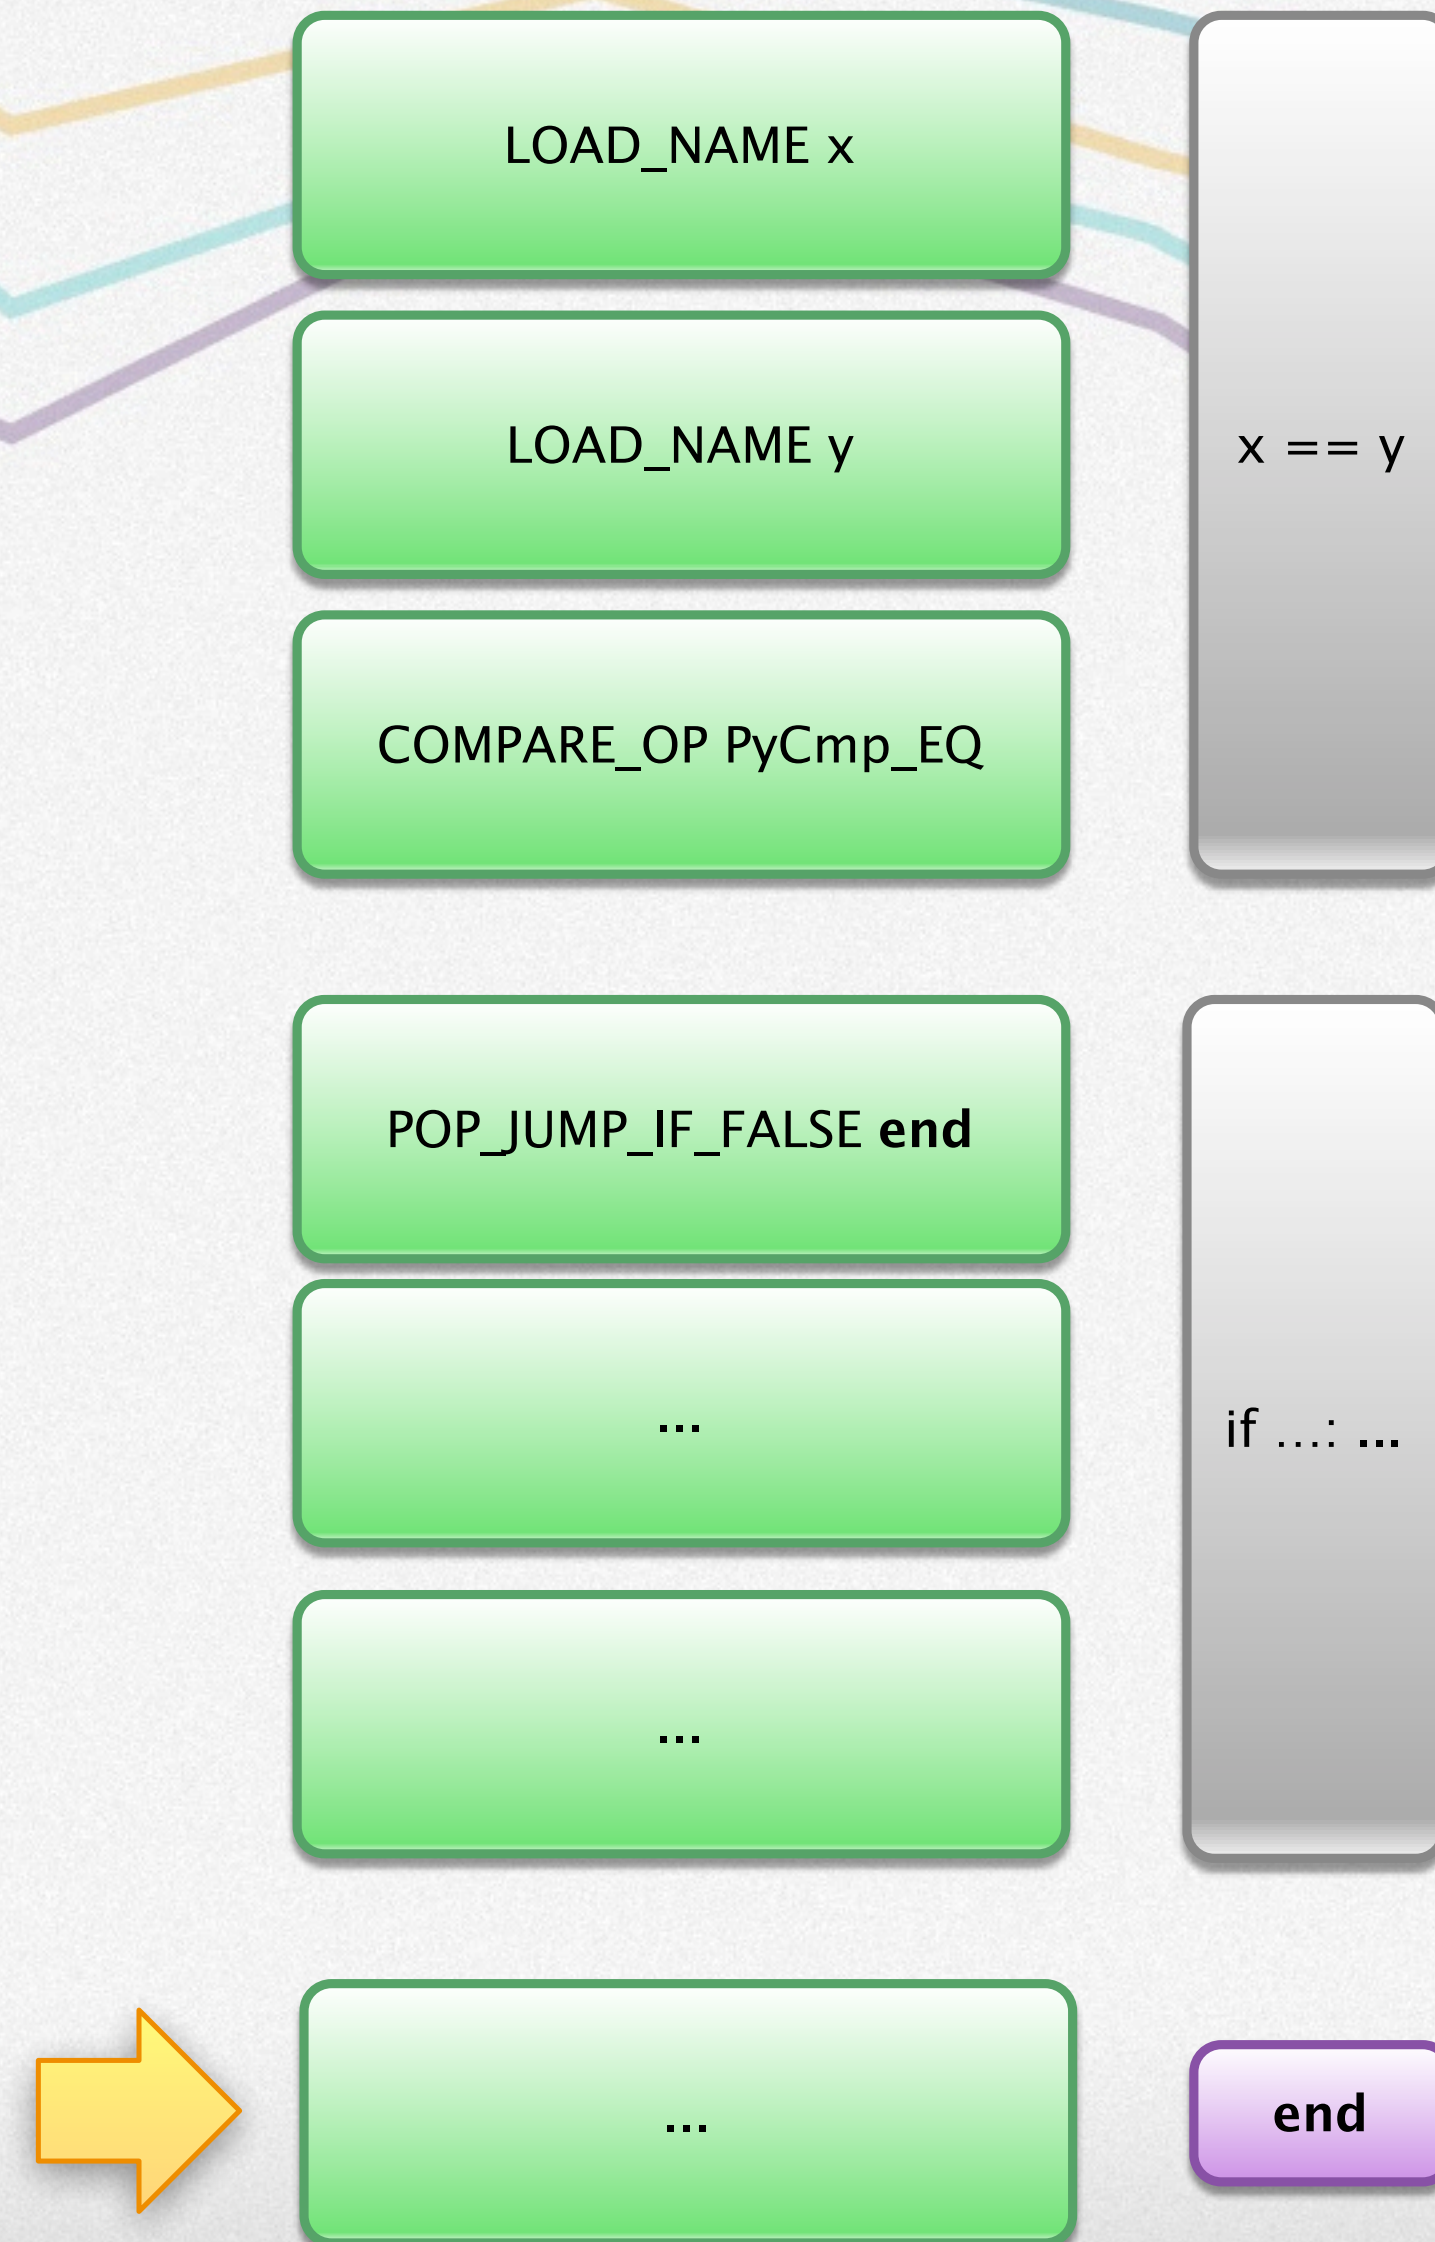 LOAD_NAME x
LOAD_NAME y
x == y
COMPARE_OP PyCmp_EQ
POP_JUMP_IF_FALSE end
...
if ...: ...
...
...
end